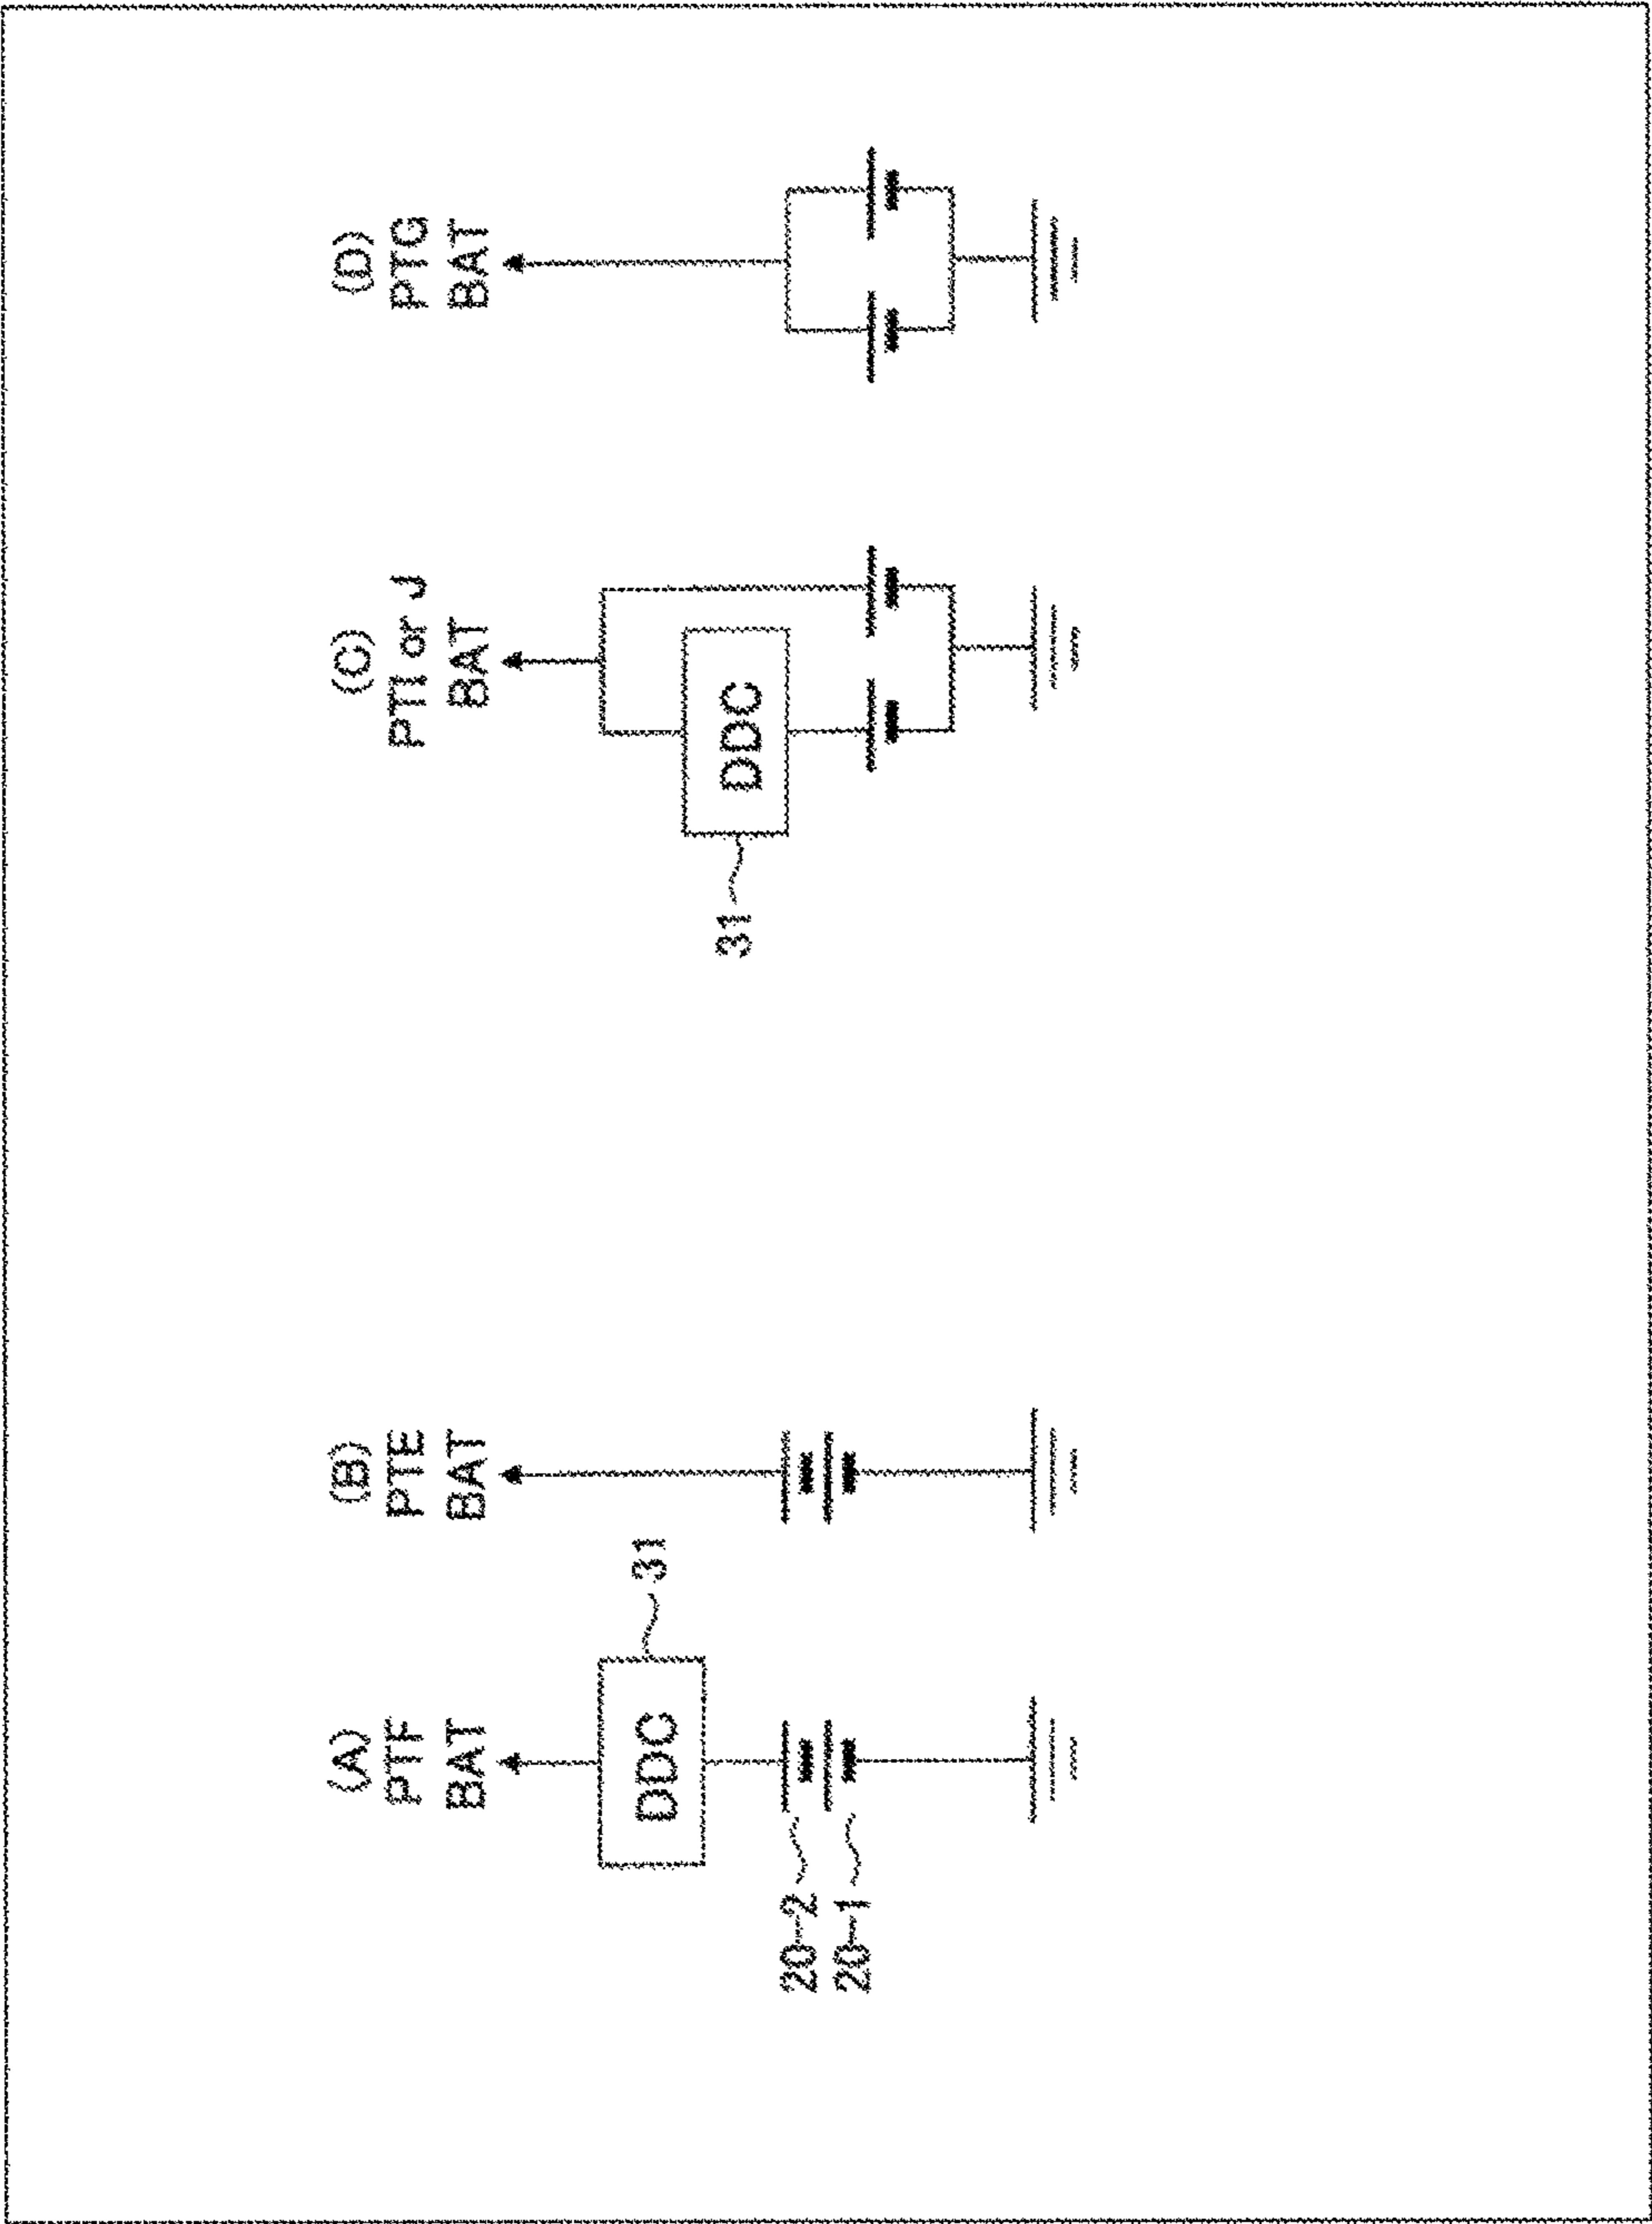 (A)
PTF
BAT
DDC
31
20-2
20-1
(B)
PTE
BAT
(C)
PTI or J
BAT
DDC
31
(D)
PTG
BAT